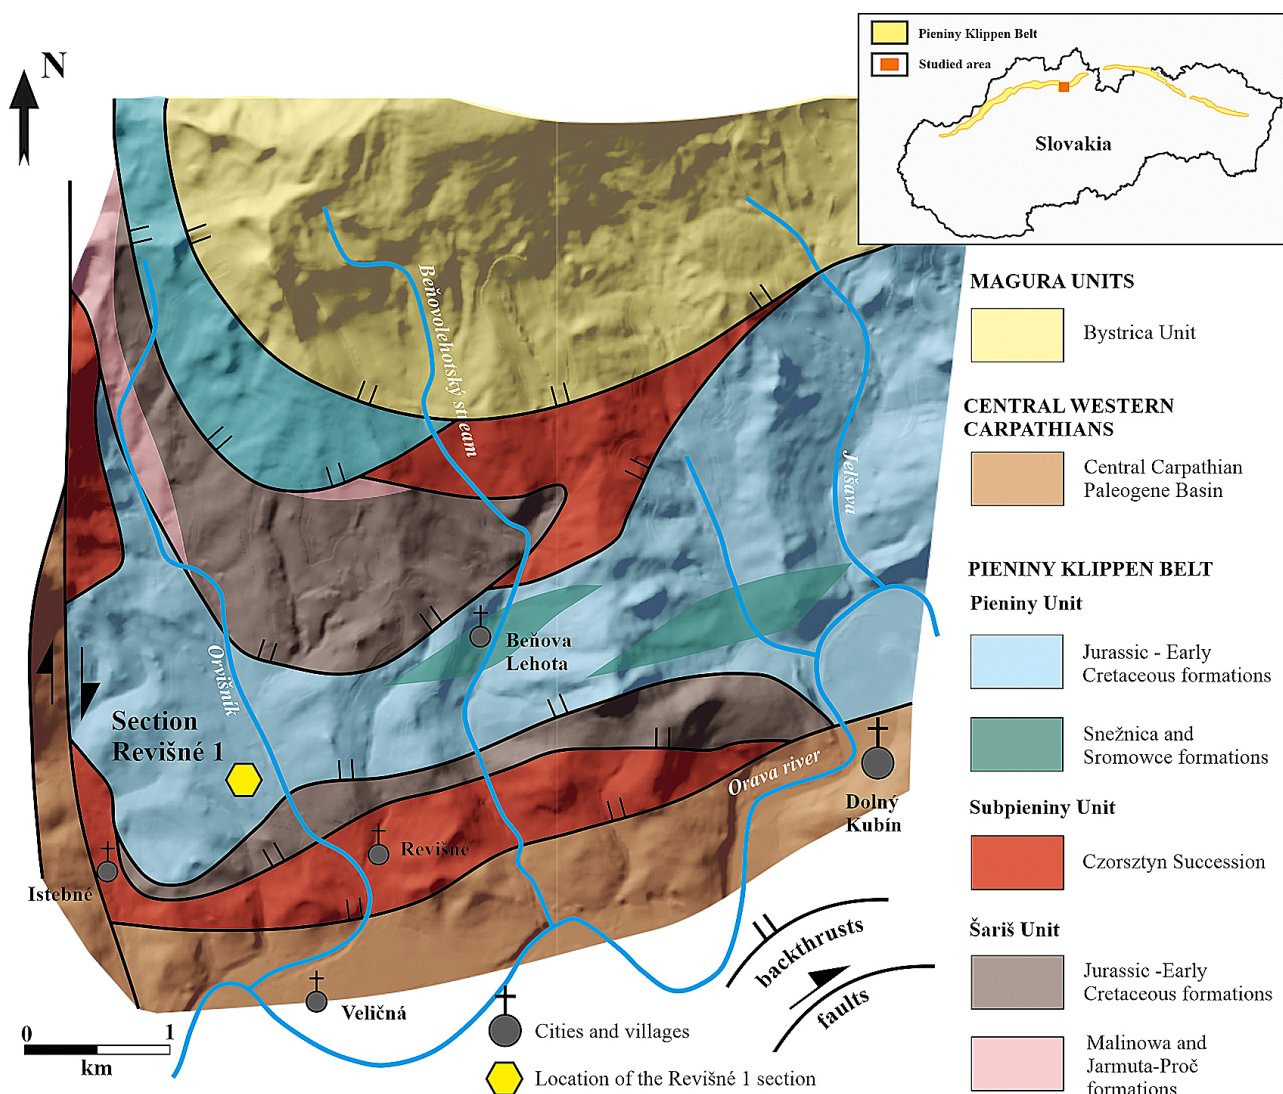 N
Pieniny Klippen Belt
Studied area
Slovakia
Beňovolehotský stream
Jelšava
Orvišník
Beňova
Lehota
Section
Revišné 1
Orava river
Dolný
Kubín
Revišné
Istebné
Veličná
0 1
km
MAGURA UNITS
Bystrica Unit
CENTRAL WESTERN
CARPATHIANS
Central Carpathian
Paleogene Basin
PIENINY KLIPPEN BELT
Pieniny Unit
Jurassic - Early
Cretaceous formations
Snežnica and
Sromowce formations
Subpieniny Unit
Czorsztyn Succession
Šariš Unit
Jurassic -Early
Cretaceous formations
Malinowa and
Jarmuta-Proč
formations
backthrusts
faults
Cities and villages
Location of the Revišné 1 section